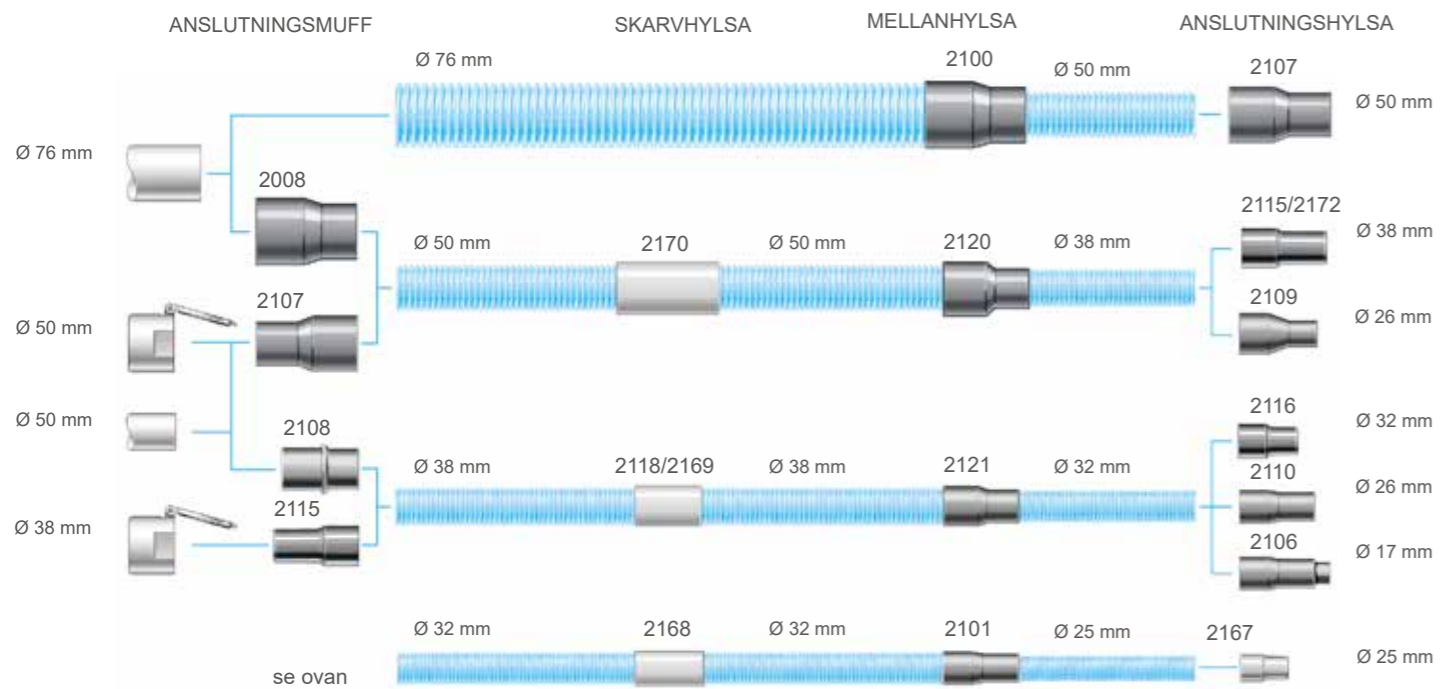 ANSLUTNINGSMUFF SKARVHYLSA MELLANHYLSA ANSLUTNINGSHYLSA
Ø 76 mm 2100 Ø 50 mm 2107
Ø 50 mm
Ø 76 mm
2008
2115/2172
Ø 50 mm 2170 Ø 50 mm 2120 Ø 38 mm Ø 38 mm
2107 2109
Ø 50 mm Ø 26 mm
2116
Ø 50 mm Ø 32 mm
2108
Ø 38 mm 2118/2169 Ø 38 mm 2121 Ø 32 mm 2110
Ø 26 mm
2115
Ø 38 mm
2106 Ø 17 mm
Ø 32 mm 2168 Ø 32 mm 2101 Ø 25 mm 2167
Ø 25 mm
se ovan